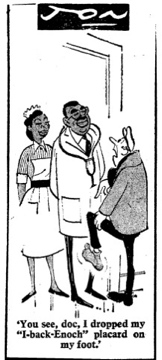 JON
'You see, doc, I dropped my
"I-back-Enoch" placard on
my foot.'